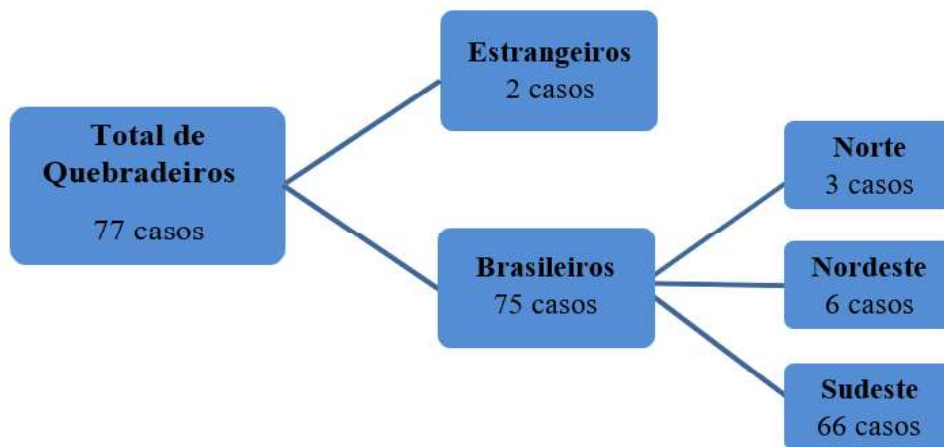 Total de
Quebradeiros
77 casos
Estrangeiros
2 casos
Brasileiros
75 casos
Norte
3 casos
Nordeste
6 casos
Sudeste
66 casos